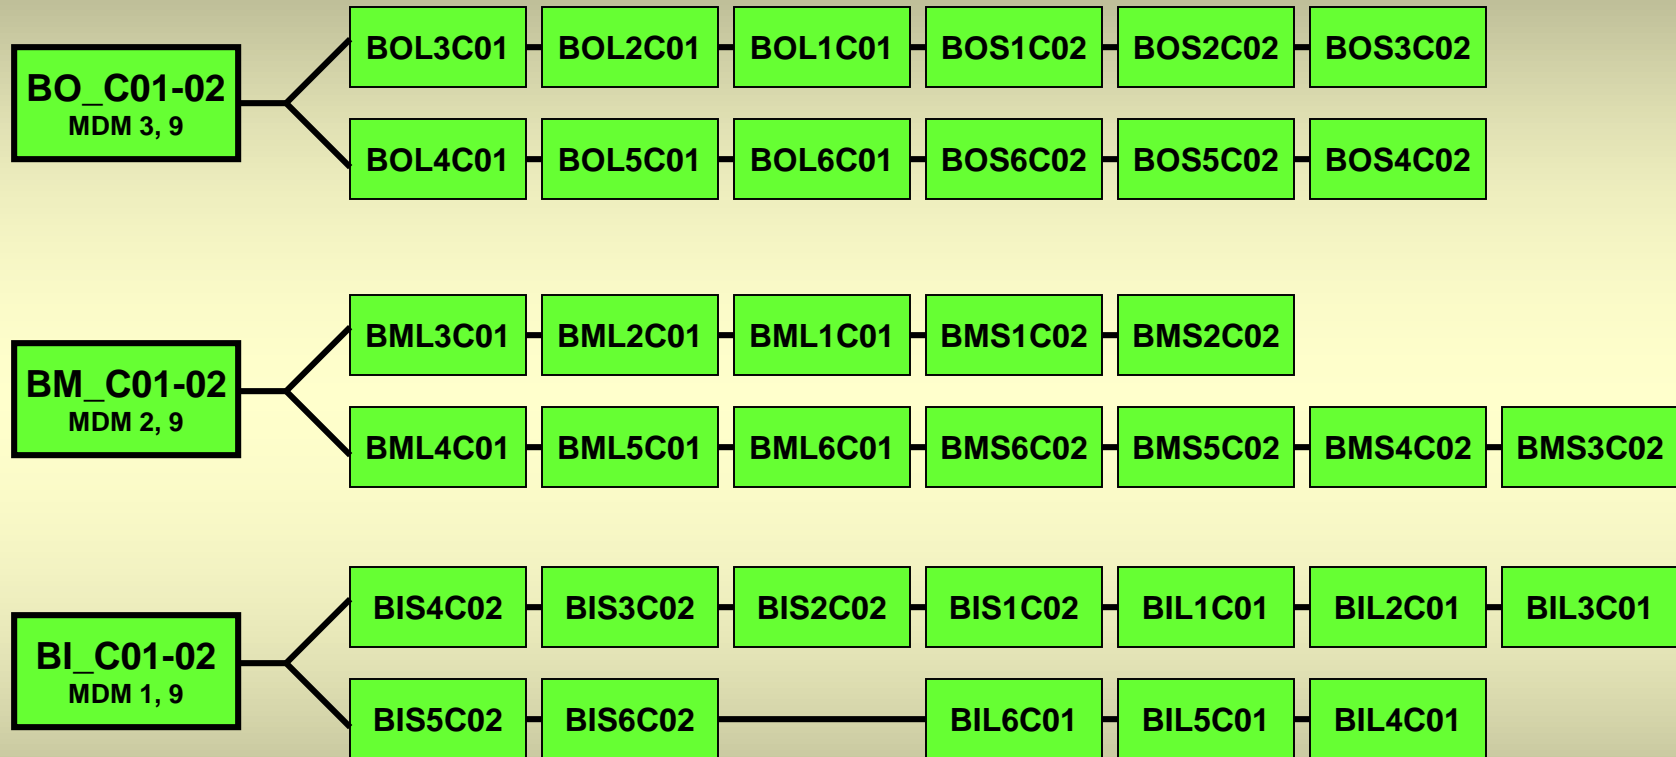 BOL3C01 BOL2C01 BOL1C01 BOS1C02 BOS2C02 BOS3C02
BO_C01-02
MDM 3, 9
BOL4C01 BOL5C01 BOL6C01 BOS6C02 BOS5C02 BOS4C02
BML3C01 BML2C01 BML1C01 BMS1C02 BMS2C02
BM_C01-02
MDM 2, 9
BML4C01 BML5C01 BML6C01 BMS6C02 BMS5C02 BMS4C02 BMS3C02
BIS4C02 BIS3C02 BIS2C02 BIS1C02 BIL1C01 BIL2C01 BIL3C01
BI_C01-02
MDM 1, 9
BIS5C02 BIS6C02 BIL6C01 BIL5C01 BIL4C01